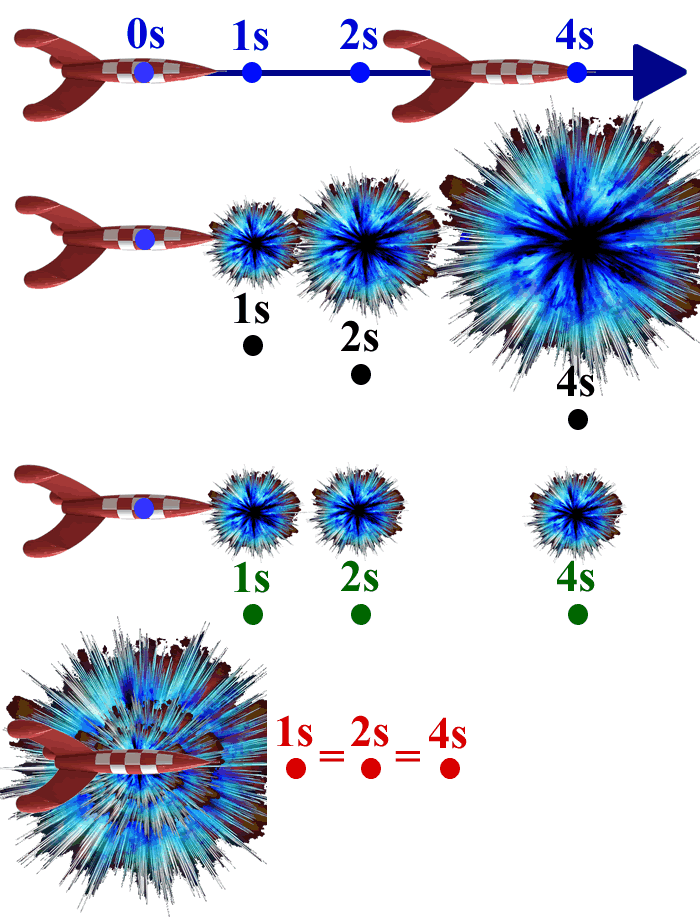 0s 1s 2s 4s
1s
2s
4s
1s 2s 4s
1s = 2s = 4s